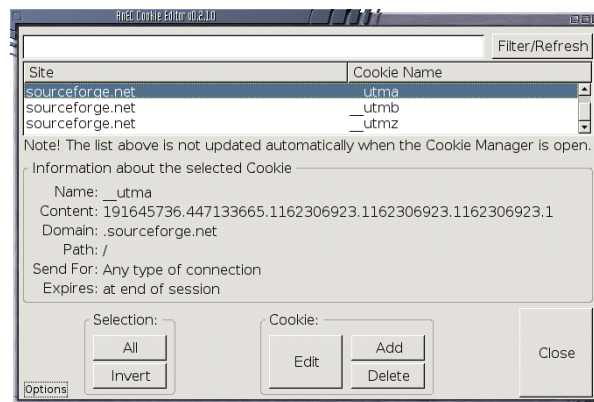 AnEC Cookie Editor v0.2.1.0
Filter/Refresh
Site Cookie Name
sourceforge.net __utma
sourceforge.net __utmb
sourceforge.net __utmz
Note! The list above is not updated automatically when the Cookie Manager is open.
Information about the selected Cookie
Name: __utma
Content: 191645736.447133665.1162306923.1162306923.1162306923.1
Domain: .sourceforge.net
Path: /
Send For: Any type of connection
Expires: at end of session
Selection: Cookie:
All Edit Add Close
Invert Delete
Options